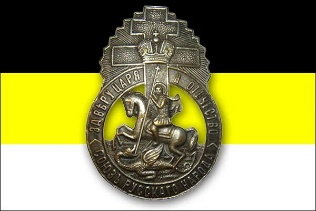 ЗА ВѢРУ ЦАРЯ И ОТЕЧЕСТВО
СОЮЗЪ РУССКАГО НАРОДА